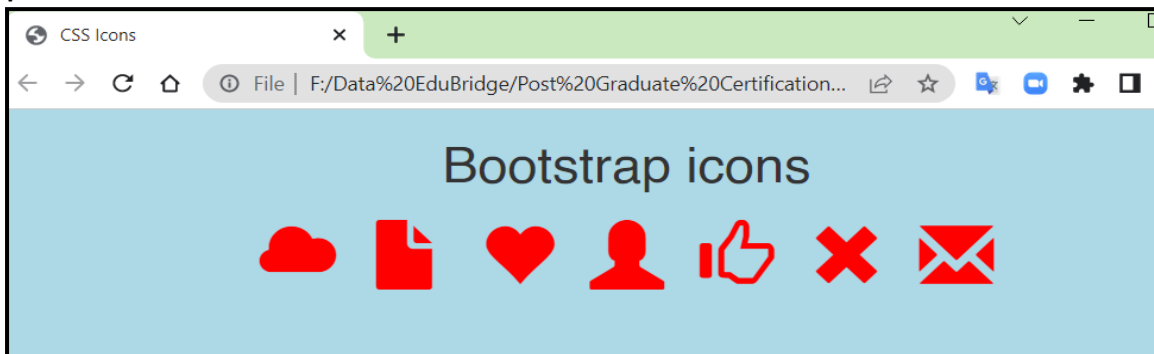 CSS Icons
File | F:/Data%20EduBridge/Post%20Graduate%20Certification...
Bootstrap icons